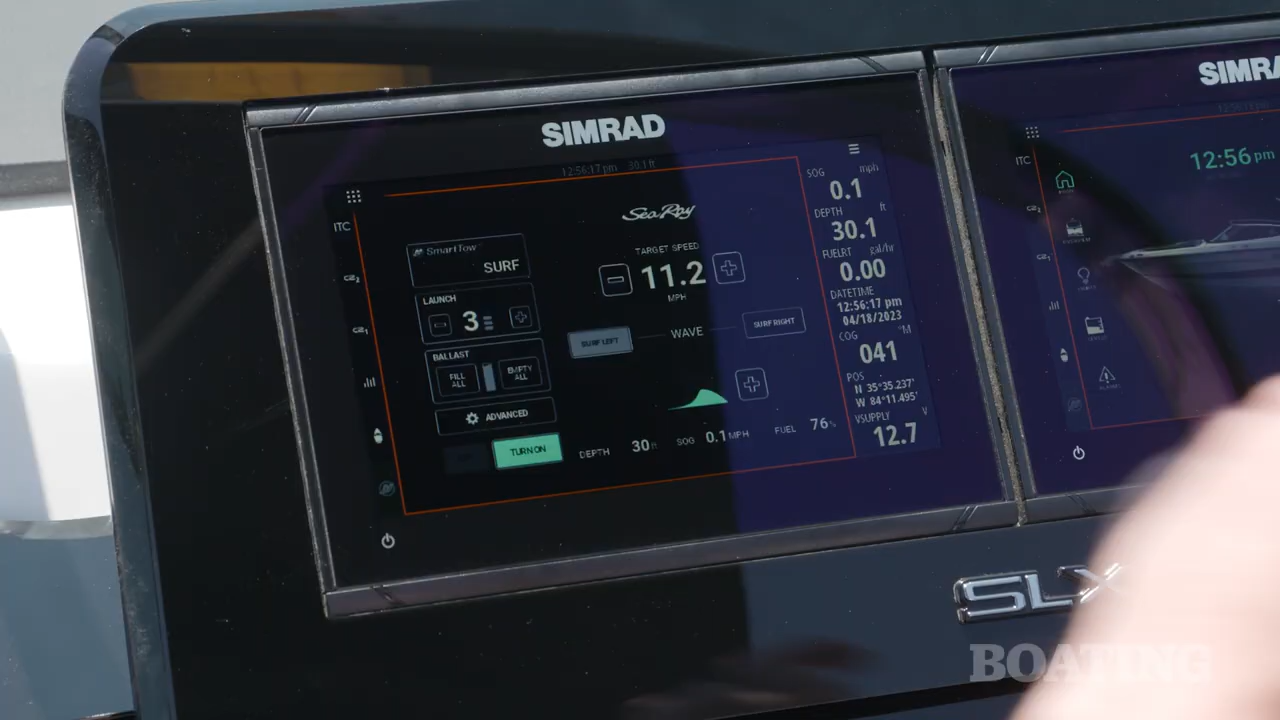 SIMRAD
12:56:17 pm 30.1 ft
ITC
Sea Ray
SmartTow
SURF
LAUNCH
3
BALLAST
FILL ALL
EMPTY ALL
ADVANCED
TURN ON
TARGET SPEED
11.2
MPH
SURF LEFT
WAVE
SURF RIGHT
DEPTH 30 ft SOG 0.1 MPH FUEL 76%
SOG mph
0.1
DEPTH ft
30.1
FUELRT gal/hr
0.00
DATETIME
12:56:17 pm
04/18/2023
COG °M
041
POS
N 35°35.237'
W 84°11.495'
VSUPPLY V
12.7
SIMRA
ITC
12:56 pm
SLX
BOATING